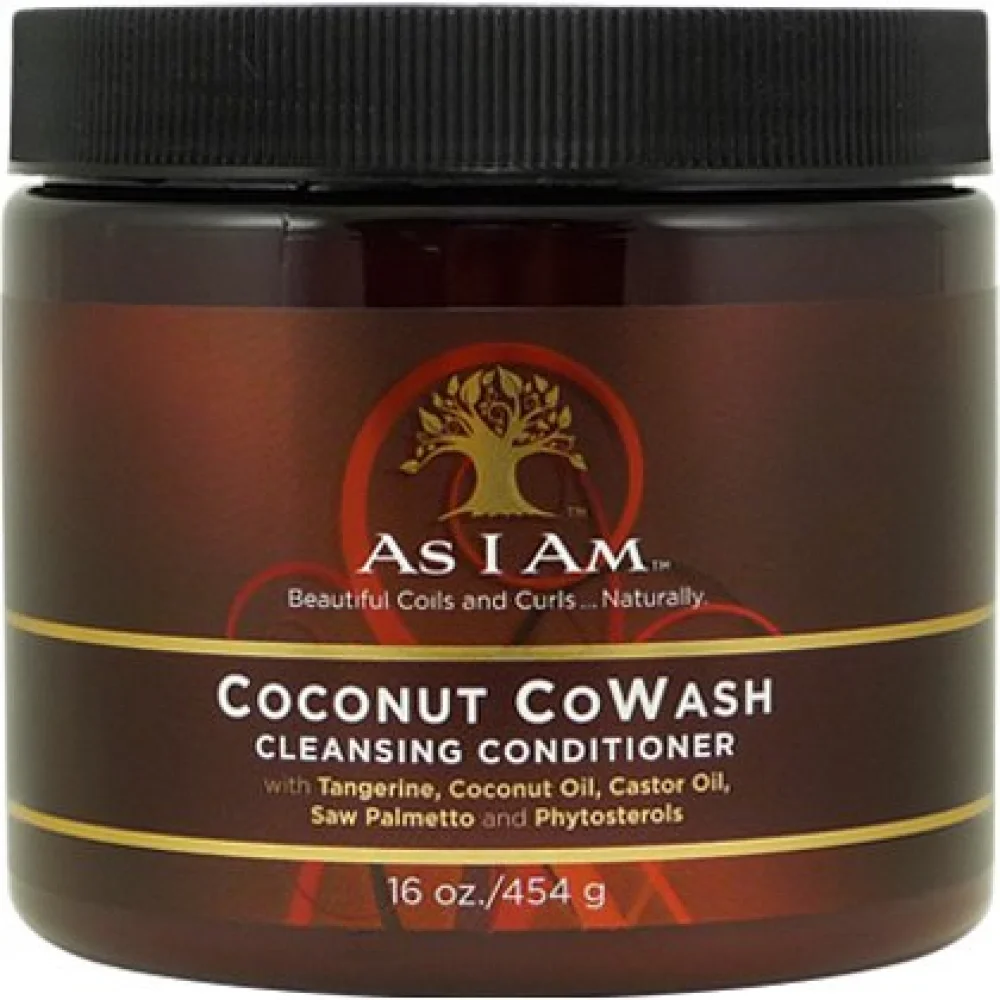 TM
AS I AM™
Beautiful Coils and Curls... Naturally.
COCONUT COWASH
CLEANSING CONDITIONER
with Tangerine, Coconut Oil, Castor Oil,
Saw Palmetto and Phytosterols
16 oz./454 g